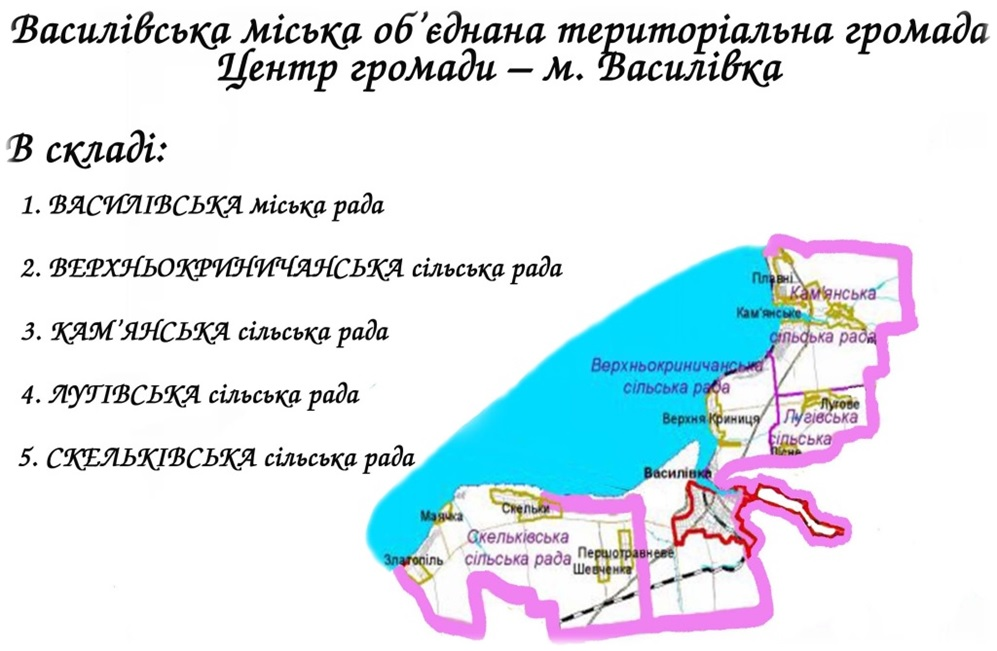 Василівська міська об’єднана територіальна громада
Центр громади – м. Василівка
В складі:
1. ВАСИЛІВСЬКА міська рада
2. ВЕРХНЬОКРИНИЧАНСЬКА сільська рада
3. КАМ’ЯНСЬКА сільська рада
4. ЛУГІВСЬКА сільська рада
5. СКЕЛЬКІВСЬКА сільська рада
Плавні
Кам'янська
Кам'янське
сільська рада
Верхньокриничанська
сільська рада
Лугове
Верхня Криниця
Лугівська
сільська
Лісне
Василівка
Скельки
Маячка
Скельківська
сільська рада
Першотравневе
Златопіль
Шевченка